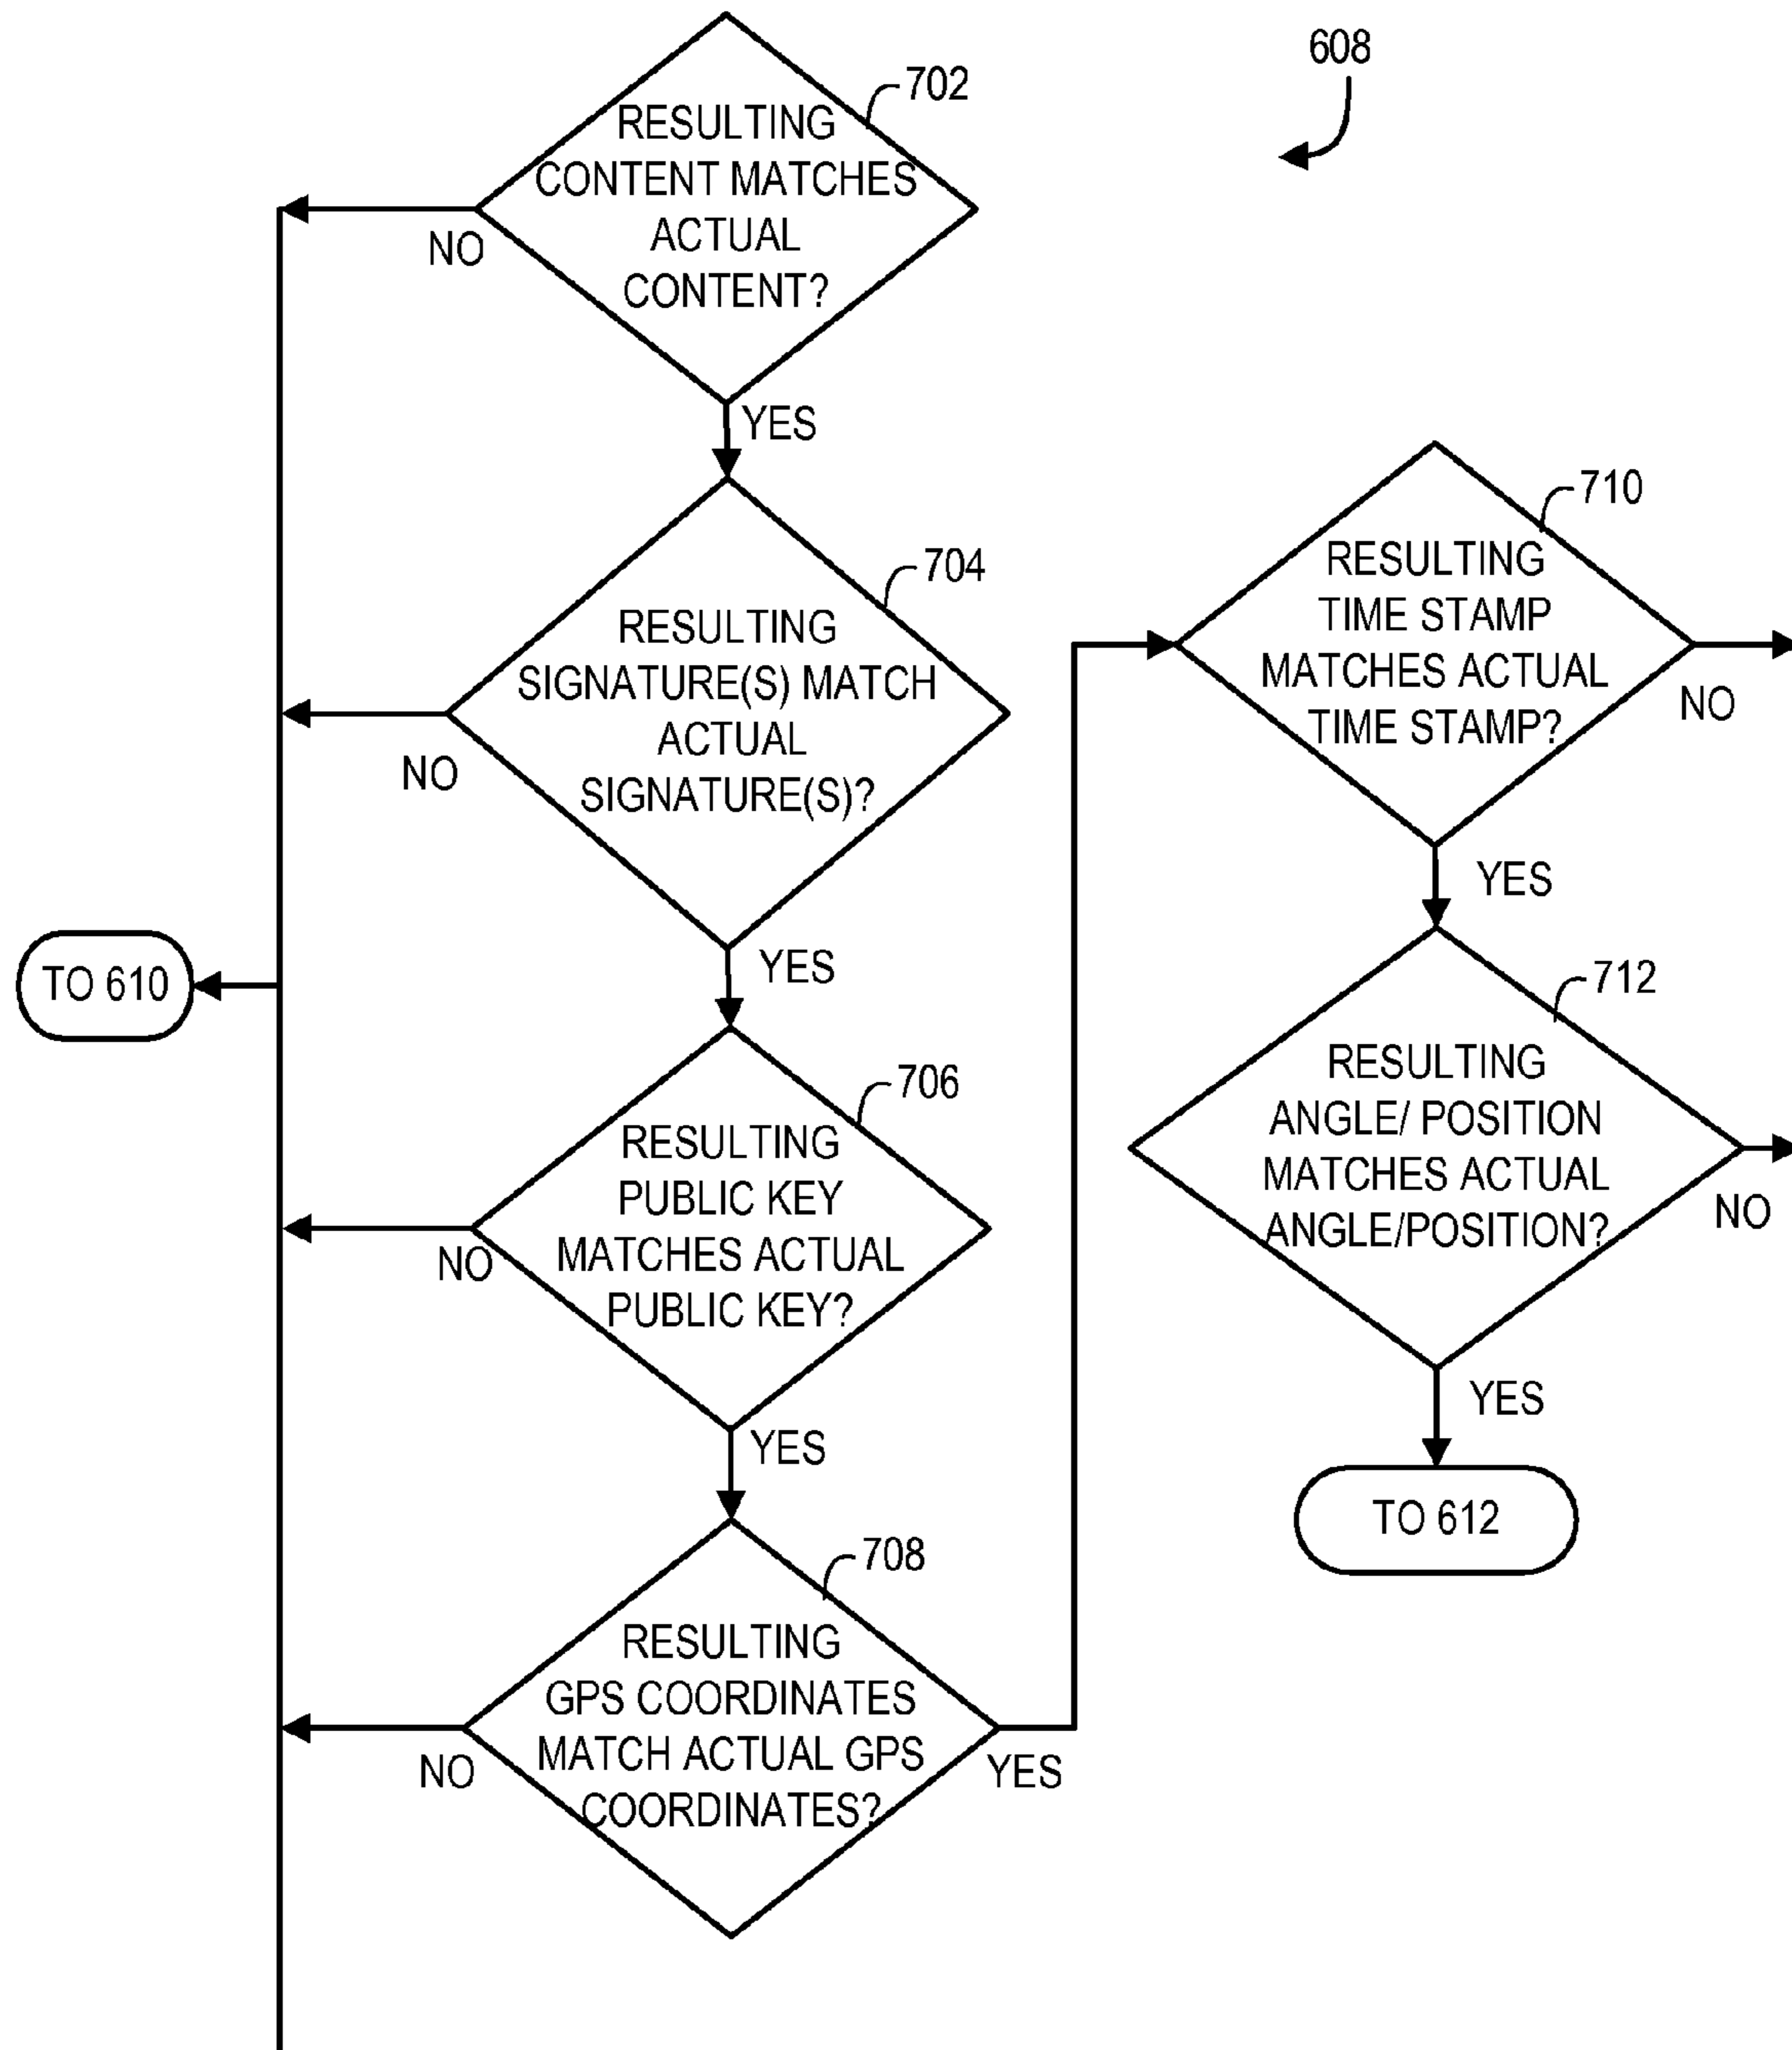 608
702
RESULTING
CONTENT MATCHES
ACTUAL
CONTENT?
NO
YES
704
RESULTING
SIGNATURE(S) MATCH
ACTUAL
SIGNATURE(S)?
NO
YES
TO 610
706
RESULTING
PUBLIC KEY
MATCHES ACTUAL
PUBLIC KEY?
NO
YES
708
RESULTING
GPS COORDINATES
MATCH ACTUAL GPS
COORDINATES?
NO
YES
710
RESULTING
TIME STAMP
MATCHES ACTUAL
TIME STAMP?
NO
YES
712
RESULTING
ANGLE/ POSITION
MATCHES ACTUAL
ANGLE/POSITION?
NO
YES
TO 612